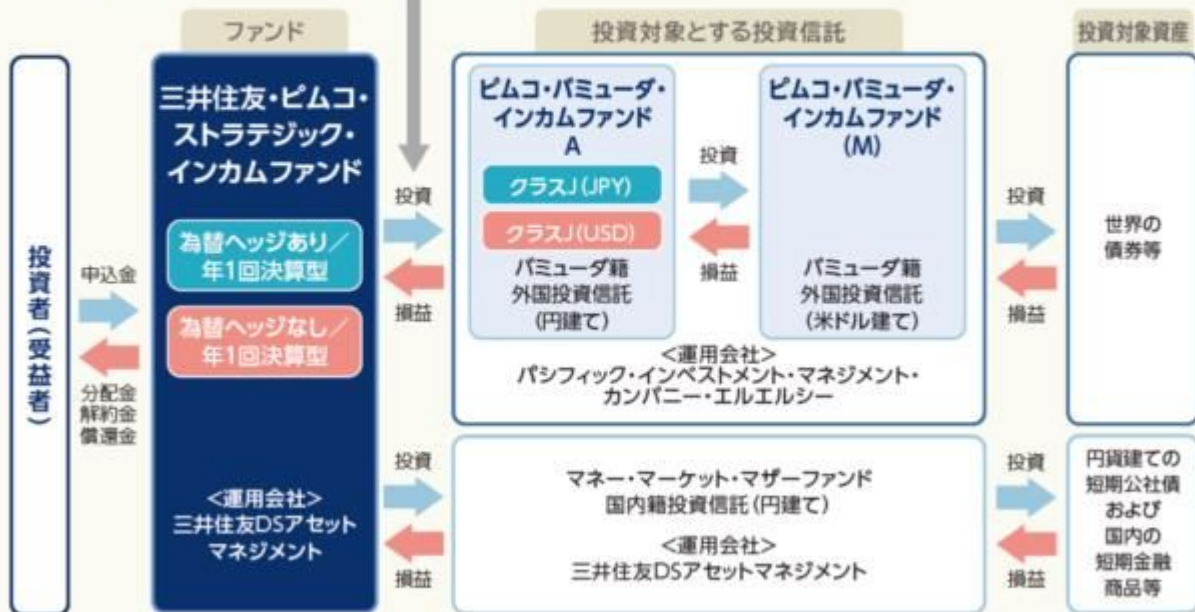 ファンド
投資対象とする投資信託
投資対象資産
投資者(受益者)
申込金
分配金
解約金
償還金
三井住友・ピムコ・
ストラテジック・
インカムファンド
為替ヘッジあり/
年1回決算型
為替ヘッジなし/
年1回決算型
<運用会社>
三井住友DSアセット
マネジメント
投資
損益
ピムコ・バミューダ・
インカムファンド
A
クラスJ(JPY)
クラスJ(USD)
バミューダ籍
外国投資信託
(円建て)
投資
損益
ピムコ・バミューダ・
インカムファンド
(M)
バミューダ籍
外国投資信託
(米ドル建て)
<運用会社>
パシフィック・インベストメント・マネジメント・
カンパニー・エルエルシー
投資
損益
世界の
債券等
投資
損益
マネー・マーケット・マザーファンド
国内籍投資信託(円建て)
<運用会社>
三井住友DSアセットマネジメント
投資
損益
円貨建ての
短期公社債
および
国内の
短期金融
商品等